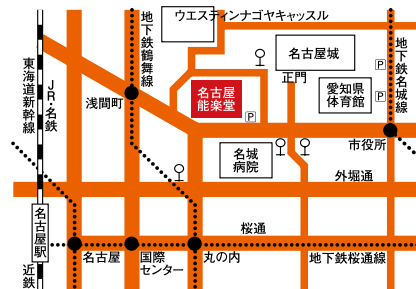 ウエスティンナゴヤキャッスル
地下鉄鶴舞線
地下鉄名城線
名古屋城
正門
P
愛知県
体育館
P
東海道新幹線
JR・名鉄
浅間町
名古屋
能楽堂
P
市役所
名城
病院
外堀通
名古屋駅
桜通
近鉄
名古屋
国際
センター
丸の内
地下鉄桜通線